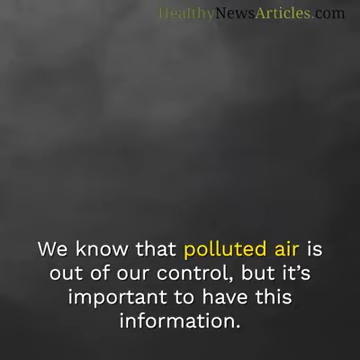 HealthyNewsArticles.com
We know that polluted air is
out of our control, but it's
important to have this
information.